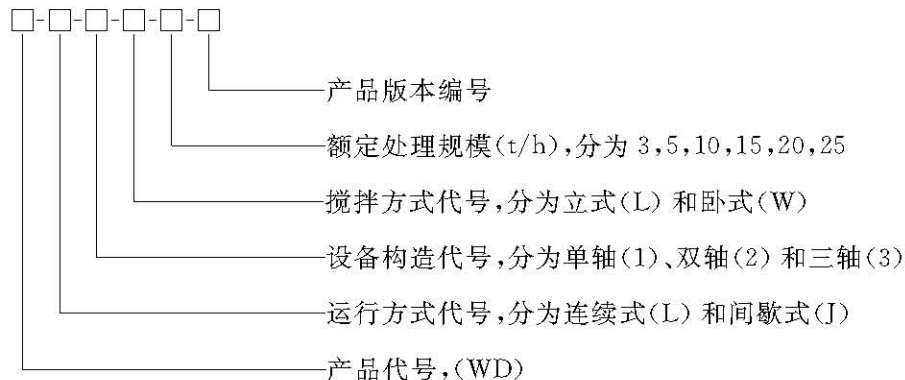 □-□-□-□-□-□
产品版本编号
额定处理规模(t/h),分为 3,5,10,15,20,25
搅拌方式代号,分为立式(L) 和卧式(W)
设备构造代号,分为单轴(1)、双轴(2) 和三轴(3)
运行方式代号,分为连续式(L) 和间歇式(J)
产品代号,(WD)